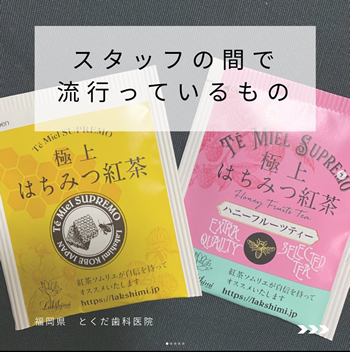 スタッフの間で
流行っているもの
Té Miel SUPREMO
極上
はちみつ紅茶
Té Miel SUPREMO
Lakshimi KOBE JAPAN
紅茶ソムリエが自信を持って
オススメいたします
https://lakshimi.jp
Lakshimi
TÉ MIEL SUPREMO
極上
はちみつ紅茶
Honey Fruits Tea
ハニーフルーツティー
EXTRA
QUALITY
SELECTED
TEA
紅茶ソムリエが自信を持って
オススメいたします
https://lakshimi.jp
福岡県 とくだ歯科医院